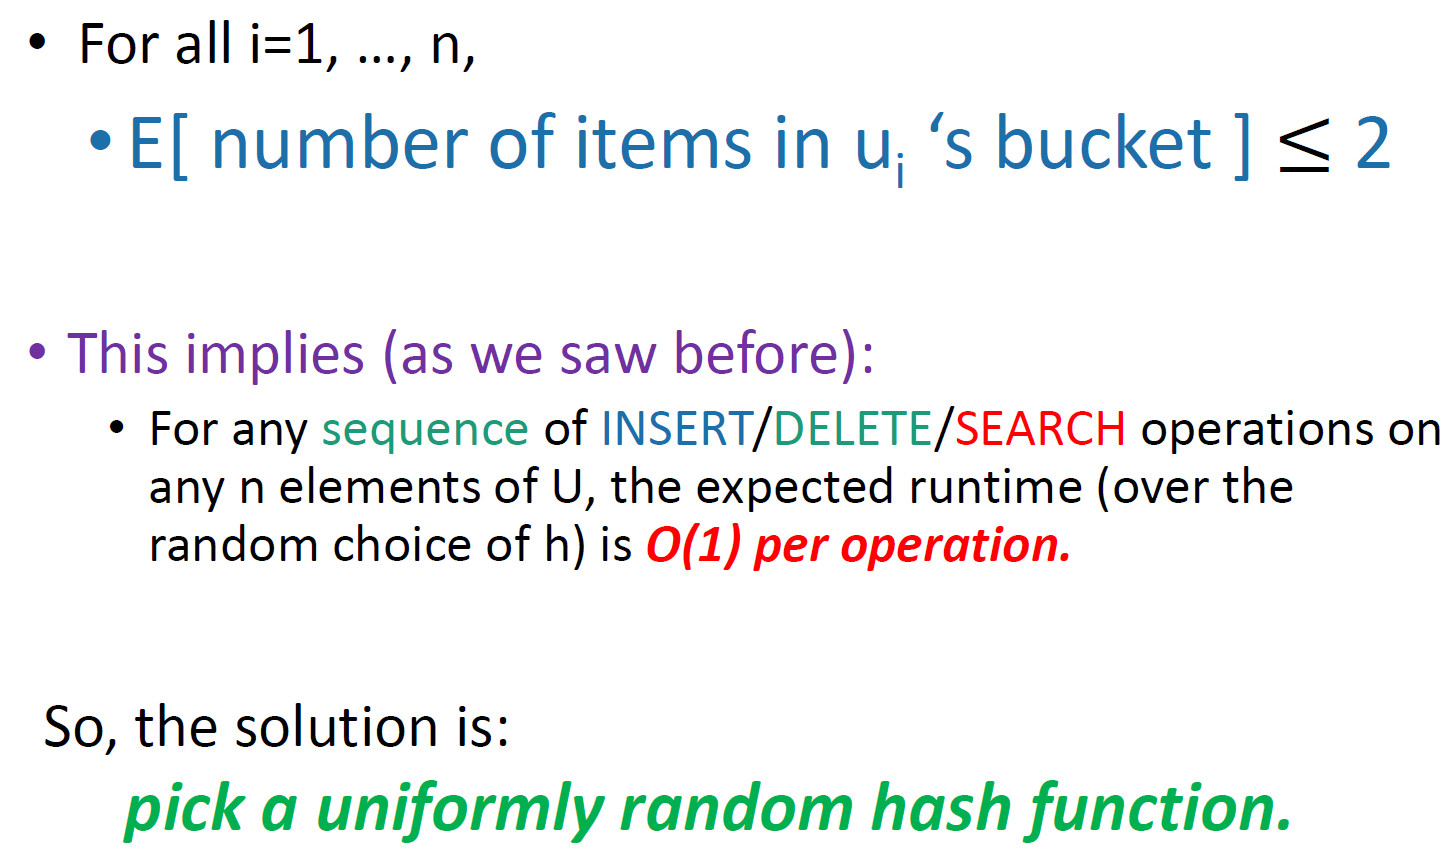 • For all i=1, …, n,
• E[ number of items in uᵢ ‘s bucket ] ≤ 2
• This implies (as we saw before):
• For any sequence of INSERT/DELETE/SEARCH operations on
any n elements of U, the expected runtime (over the
random choice of h) is O(1) per operation.
So, the solution is:
pick a uniformly random hash function.